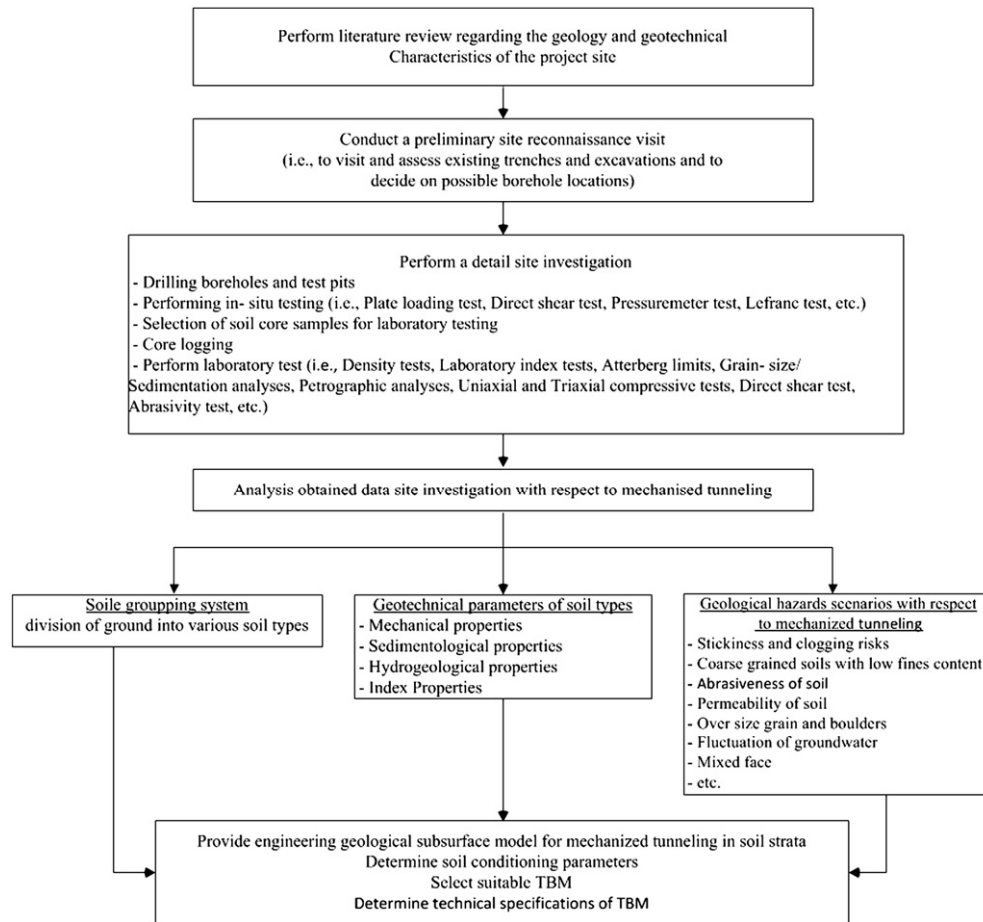 Perform literature review regarding the geology and geotechnical
Characteristics of the project site
Conduct a preliminary site reconnaissance visit
(i.e., to visit and assess existing trenches and excavations and to
decide on possible borehole locations)
Perform a detail site investigation
- Drilling boreholes and test pits
- Performing in- situ testing (i.e., Plate loading test, Direct shear test, Pressuremeter test, Lefranc test, etc.)
- Selection of soil core samples for laboratory testing
- Core logging
- Perform laboratory test (i.e., Density tests, Laboratory index tests, Atterberg limits, Grain- size/
Sedimentation analyses, Petrographic analyses, Uniaxial and Triaxial compressive tests, Direct shear test,
Abrasivity test, etc.)
Analysis obtained data site investigation with respect to mechanised tunneling
Soile groupping system
division of ground into various soil types
Geotechnical parameters of soil types
- Mechanical properties
- Sedimentological properties
- Hydrogeological properties
- Index Properties
Geological hazards scenarios with respect
to mechanized tunneling
- Stickiness and clogging risks
- Coarse grained soils with low fines content
- Abrasiveness of soil
- Permeability of soil
- Over size grain and boulders
- Fluctuation of groundwater
- Mixed face
- etc.
Provide engineering geological subsurface model for mechanized tunneling in soil strata
Determine soil conditioning parameters
Select suitable TBM
Determine technical specifications of TBM